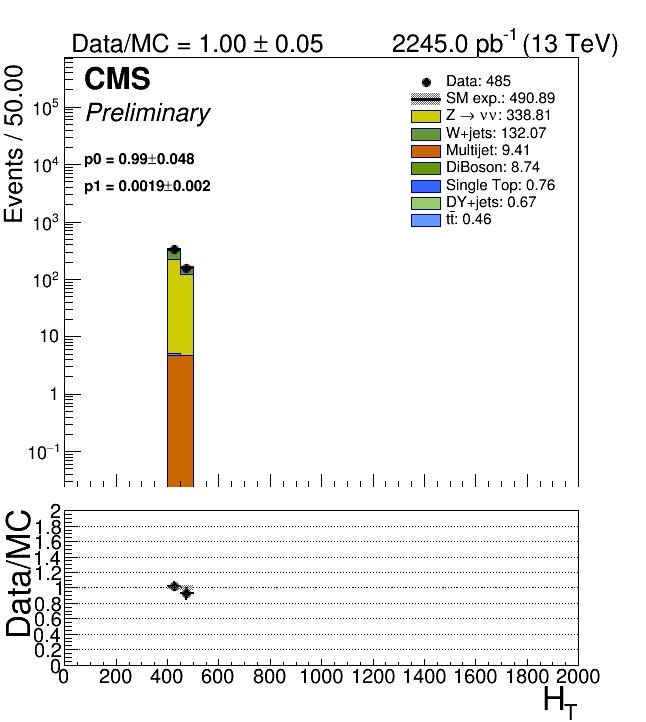 Data/MC = 1.00 ± 0.05 2245.0 pb⁻¹ (13 TeV)
CMS
Preliminary
p0 = 0.99±0.048
p1 = 0.0019±0.002
Data: 485
SM exp.: 490.89
Z → νν: 338.81
W+jets: 132.07
Multijet: 9.41
DiBoson: 8.74
Single Top: 0.76
DY+jets: 0.67
tt̄: 0.46
Events / 50.00
10⁵
10⁴
10³
10²
10
1
10⁻¹
Data/MC
2
1.8
1.6
1.4
1.2
1
0.8
0.6
0.4
0.2
0
0 200 400 600 800 1000 1200 1400 1600 1800 2000
H_T